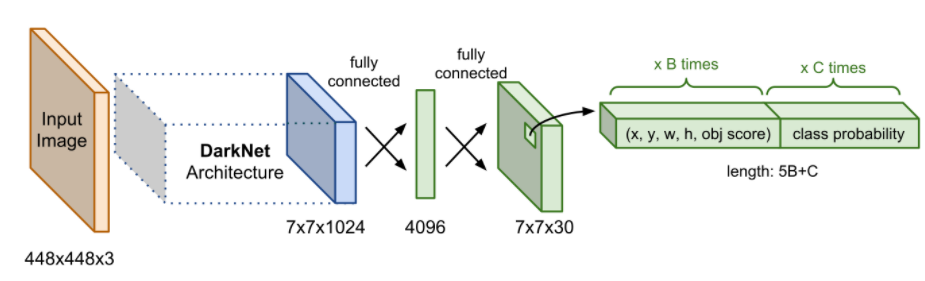 Input
Image
448x448x3
DarkNet
Architecture
7x7x1024
fully
connected
4096
fully
connected
7x7x30
x B times
x C times
(x, y, w, h, obj score)
class probability
length: 5B+C